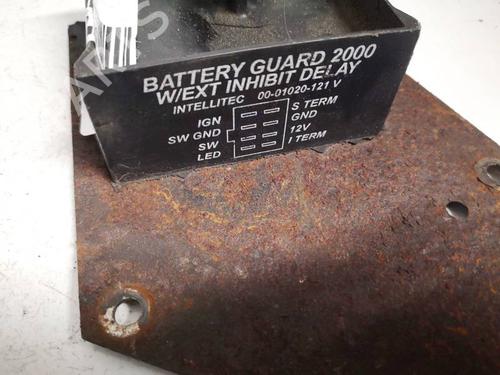 BATTERY GUARD 2000
W/EXT INHIBIT DELAY
INTELLITEC 00-01020-121 V
IGN S TERM
SW GND GND
SW 12V
LED I TERM